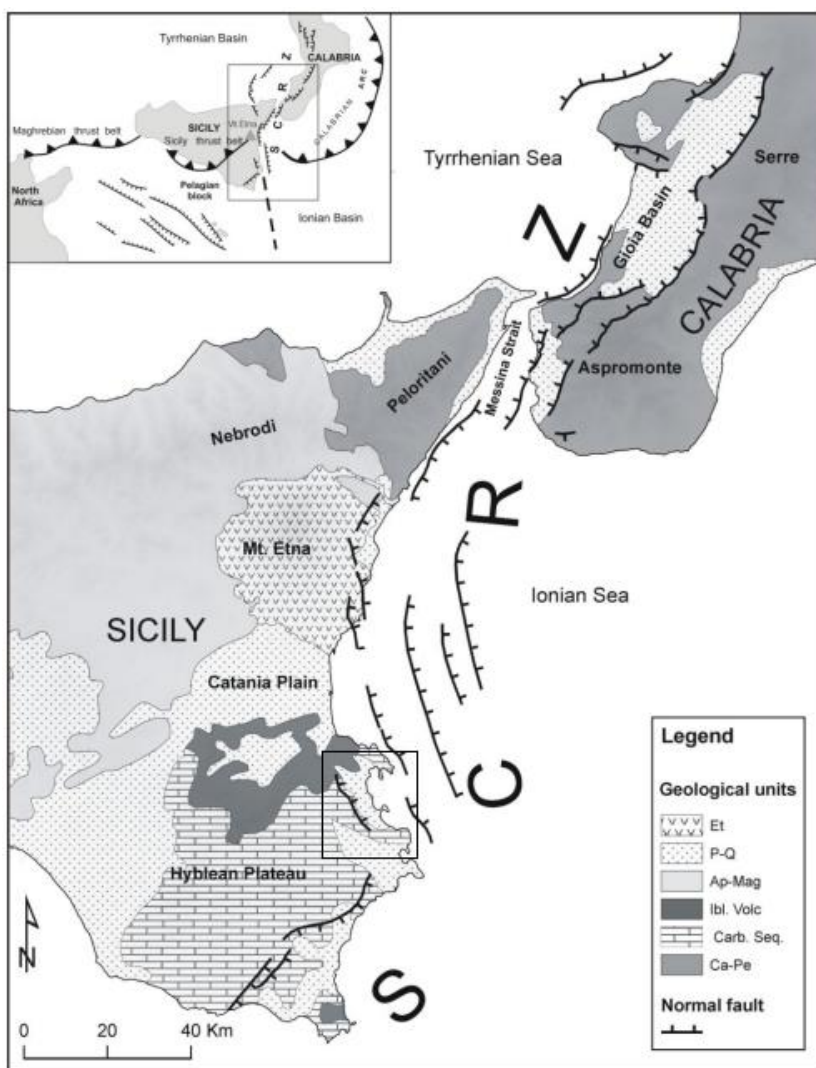 Tyrrhenian Basin
CALABRIA
CALABRIAN ARC
Z
R
C
S
SICILY
Mt.Etna
Maghrebian thrust belt
Sicily thrust belt
North
Africa
Pelagian
block
Ionian Basin
Tyrrhenian Sea
Serre
Z
Gioia Basin
CALABRIA
Messina Strait
Aspromonte
Peloritani
Nebrodi
R
Mt. Etna
Ionian Sea
SICILY
Catania Plain
C
Hyblean Plateau
S
N
0 20 40 Km
Legend
Geological units
Et
P-Q
Ap-Mag
Ibl. Volc
Carb. Seq.
Ca-Pe
Normal fault